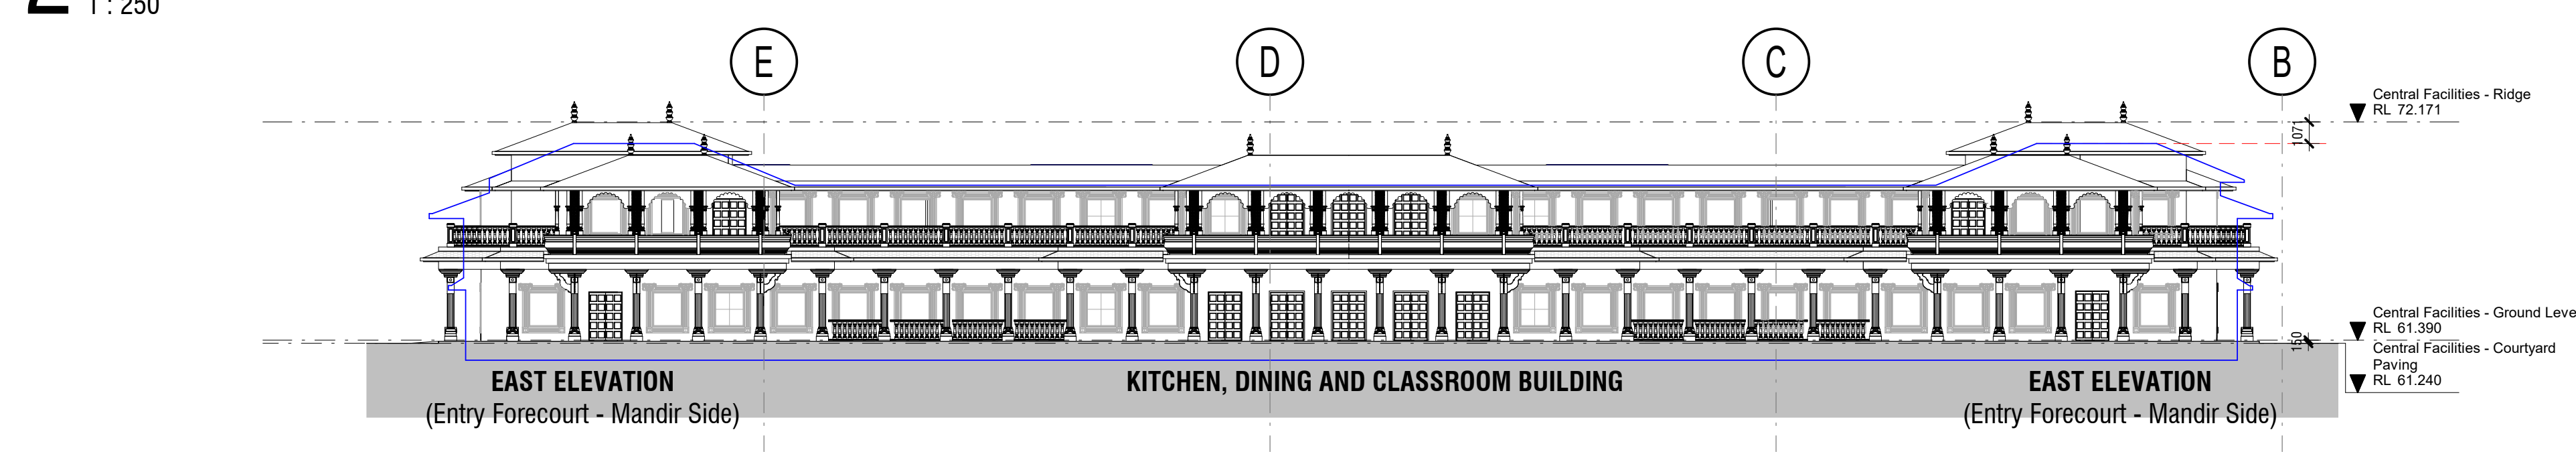 1 : 250
E
D
C
B
Central Facilities - Ridge
RL 72.171
1071
Central Facilities - Ground Leve
RL 61.390
150
Central Facilities - Courtyard
Paving
RL 61.240
EAST ELEVATION
(Entry Forecourt - Mandir Side)
KITCHEN, DINING AND CLASSROOM BUILDING
EAST ELEVATION
(Entry Forecourt - Mandir Side)